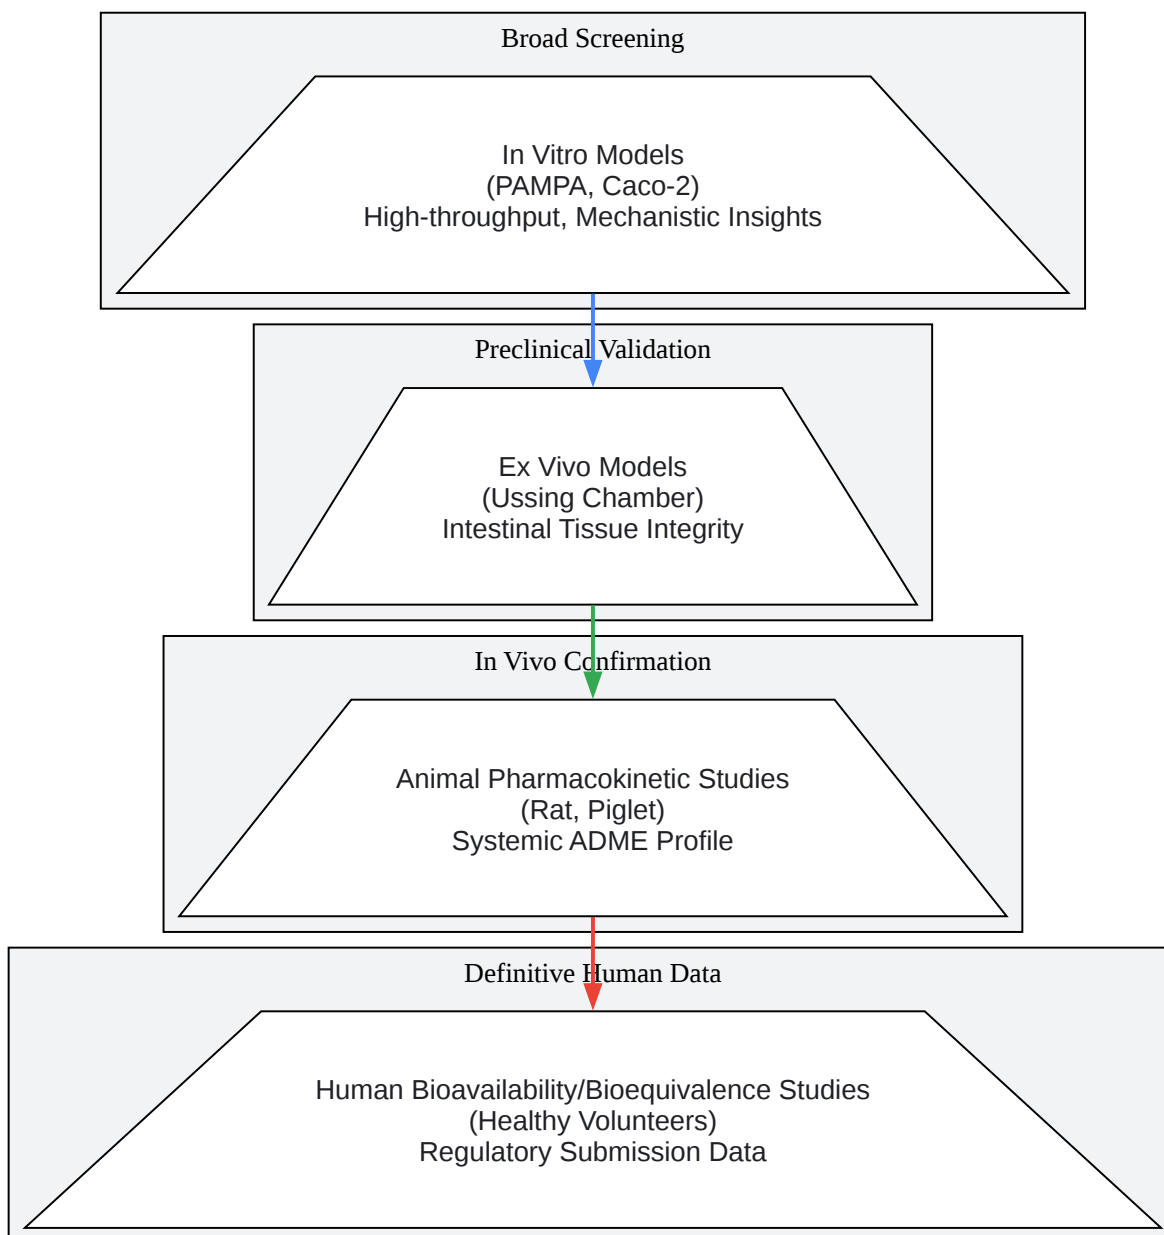 Broad Screening
In Vitro Models
(PAMPA, Caco-2)
High-throughput, Mechanistic Insights
Preclinical Validation
Ex Vivo Models
(Ussing Chamber)
Intestinal Tissue Integrity
In Vivo Confirmation
Animal Pharmacokinetic Studies
(Rat, Piglet)
Systemic ADME Profile
Definitive Human Data
Human Bioavailability/Bioequivalence Studies
(Healthy Volunteers)
Regulatory Submission Data